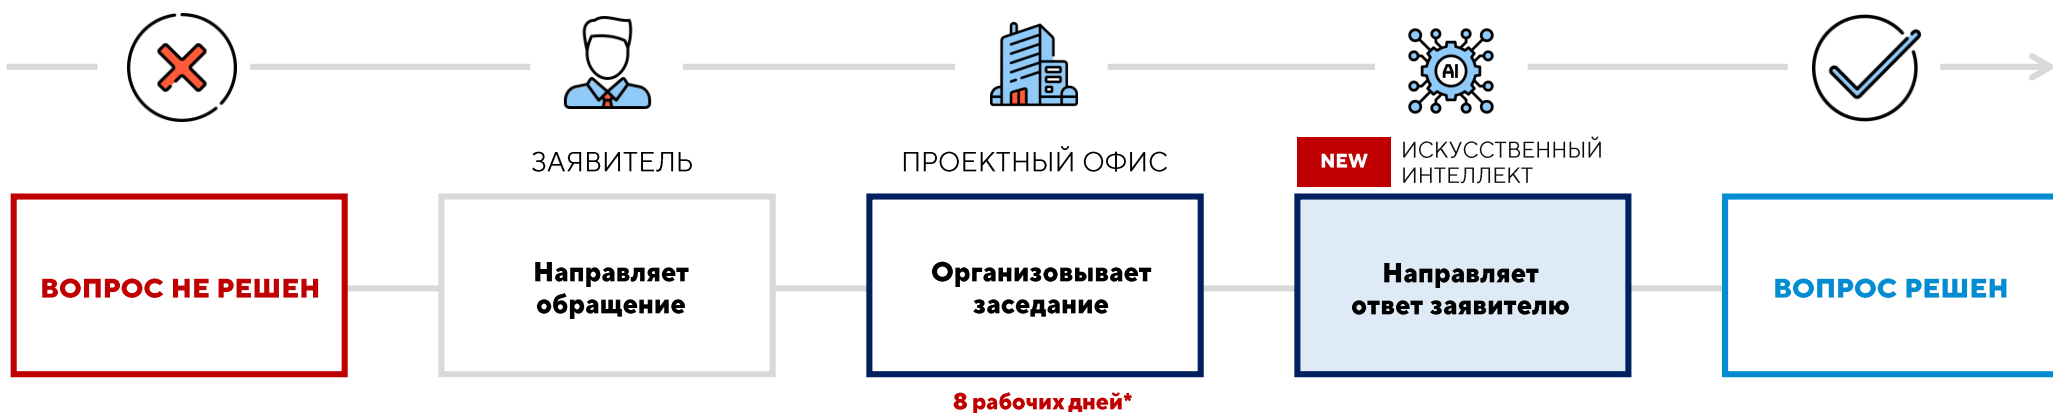 AI
ЗАЯВИТЕЛЬ
ПРОЕКТНЫЙ ОФИС
NEW
ИСКУССТВЕННЫЙ
ИНТЕЛЛЕКТ
ВОПРОС НЕ РЕШЕН
Направляет
обращение
Организовывает
заседание
Направляет
ответ заявителю
ВОПРОС РЕШЕН
8 рабочих дней*